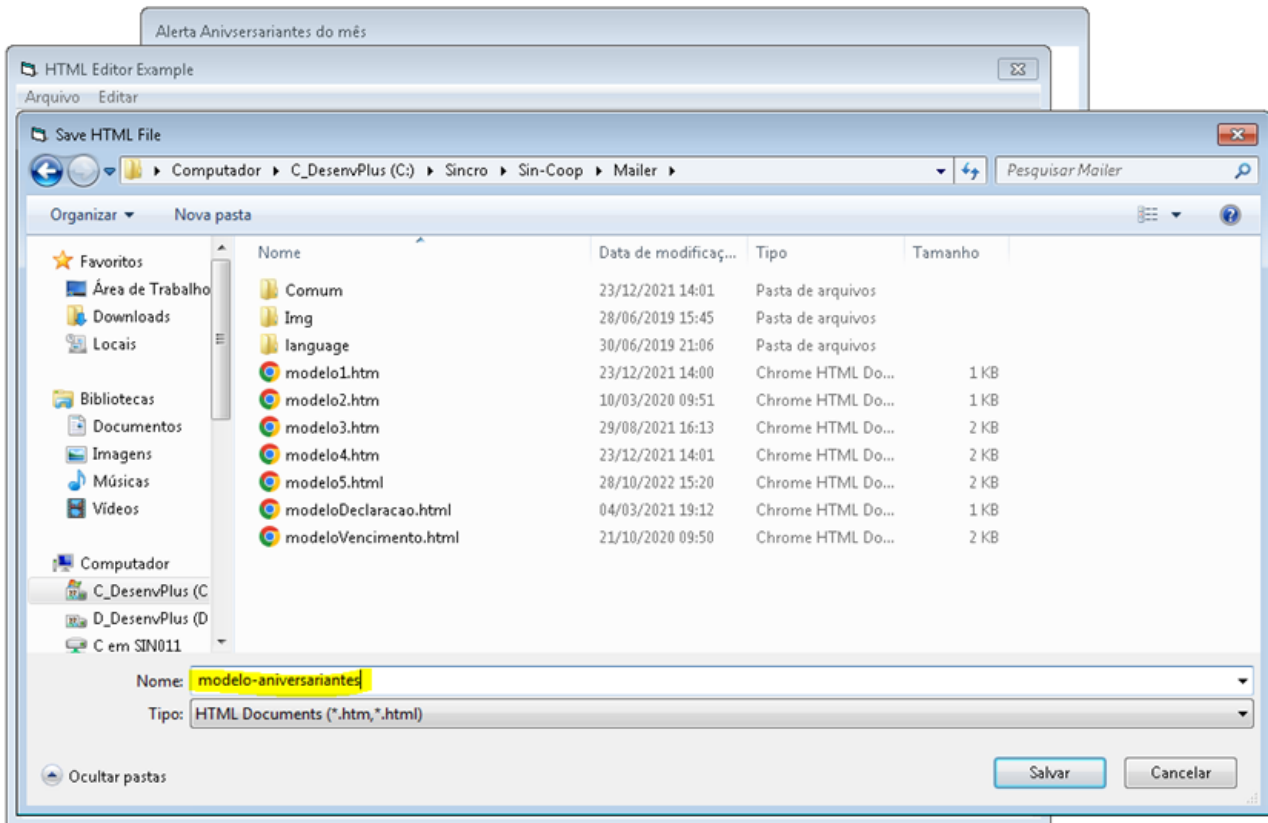 Alerta Anivsersariantes do mês
HTML Editor Example
Arquivo Editar
Save HTML File
Computador C_DesenvPlus (C:) Sincro Sin-Coop Mailer Pesquisar Mailer
Organizar Nova pasta
Nome Data de modificaç... Tipo Tamanho
Favoritos
Área de Trabalho
Downloads
Locais
Bibliotecas
Documentos
Imagens
Músicas
Vídeos
Computador
C_DesenvPlus (C
D_DesenvPlus (D
C em SIN011
Comum 23/12/2021 14:01 Pasta de arquivos
Img 28/06/2019 15:45 Pasta de arquivos
language 30/06/2019 21:06 Pasta de arquivos
modelo1.htm 23/12/2021 14:00 Chrome HTML Do... 1 KB
modelo2.htm 10/03/2020 09:51 Chrome HTML Do... 1 KB
modelo3.htm 29/08/2021 16:13 Chrome HTML Do... 2 KB
modelo4.htm 23/12/2021 14:01 Chrome HTML Do... 2 KB
modelo5.html 28/10/2022 15:20 Chrome HTML Do... 2 KB
modeloDeclaracao.html 04/03/2021 19:12 Chrome HTML Do... 1 KB
modeloVencimento.html 21/10/2020 09:50 Chrome HTML Do... 2 KB
Nome: modelo-aniversariantes
Tipo: HTML Documents (*.htm,*.html)
Ocultar pastas Salvar Cancelar